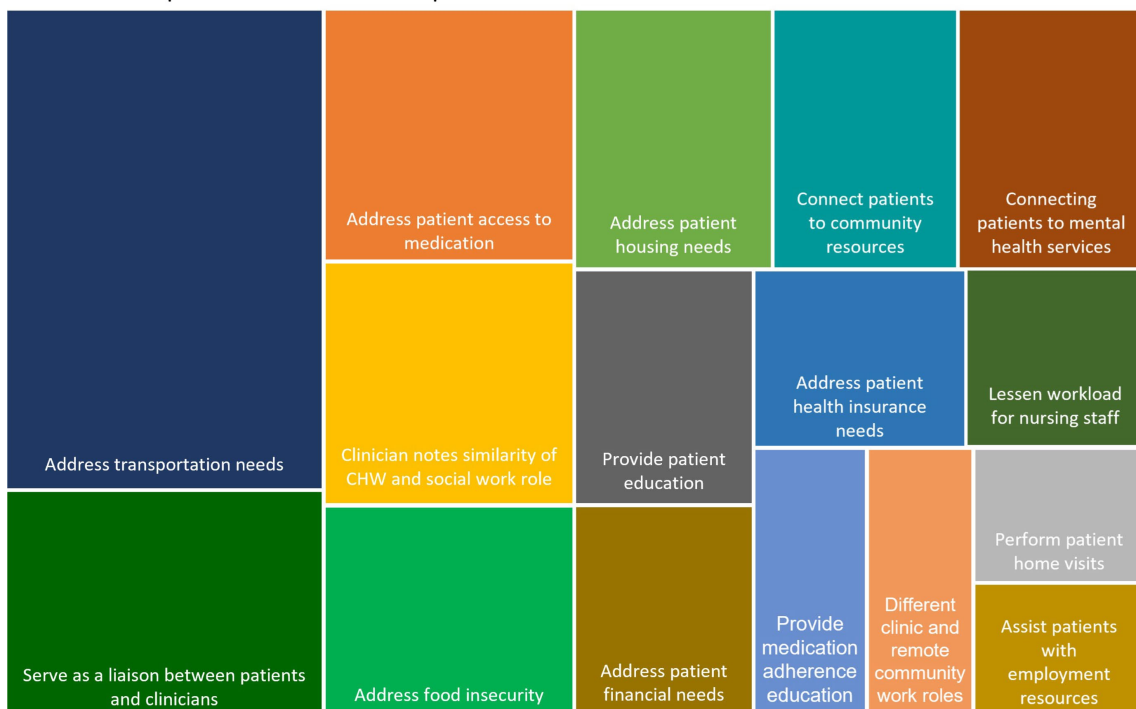 Address transportation needs
Serve as a liaison between patients
and clinicians
Address patient access to
medication
Clinician notes similarity of
CHW and social work role
Address food insecurity
Address patient
housing needs
Connect patients
to community
resources
Connecting
patients to mental
health services
Provide patient
education
Address patient
financial needs
Address patient
health insurance
needs
Lessen workload
for nursing staff
Provide
medication
adherence
education
Different
clinic and
remote
community
work roles
Perform patient
home visits
Assist patients
with
employment
resources